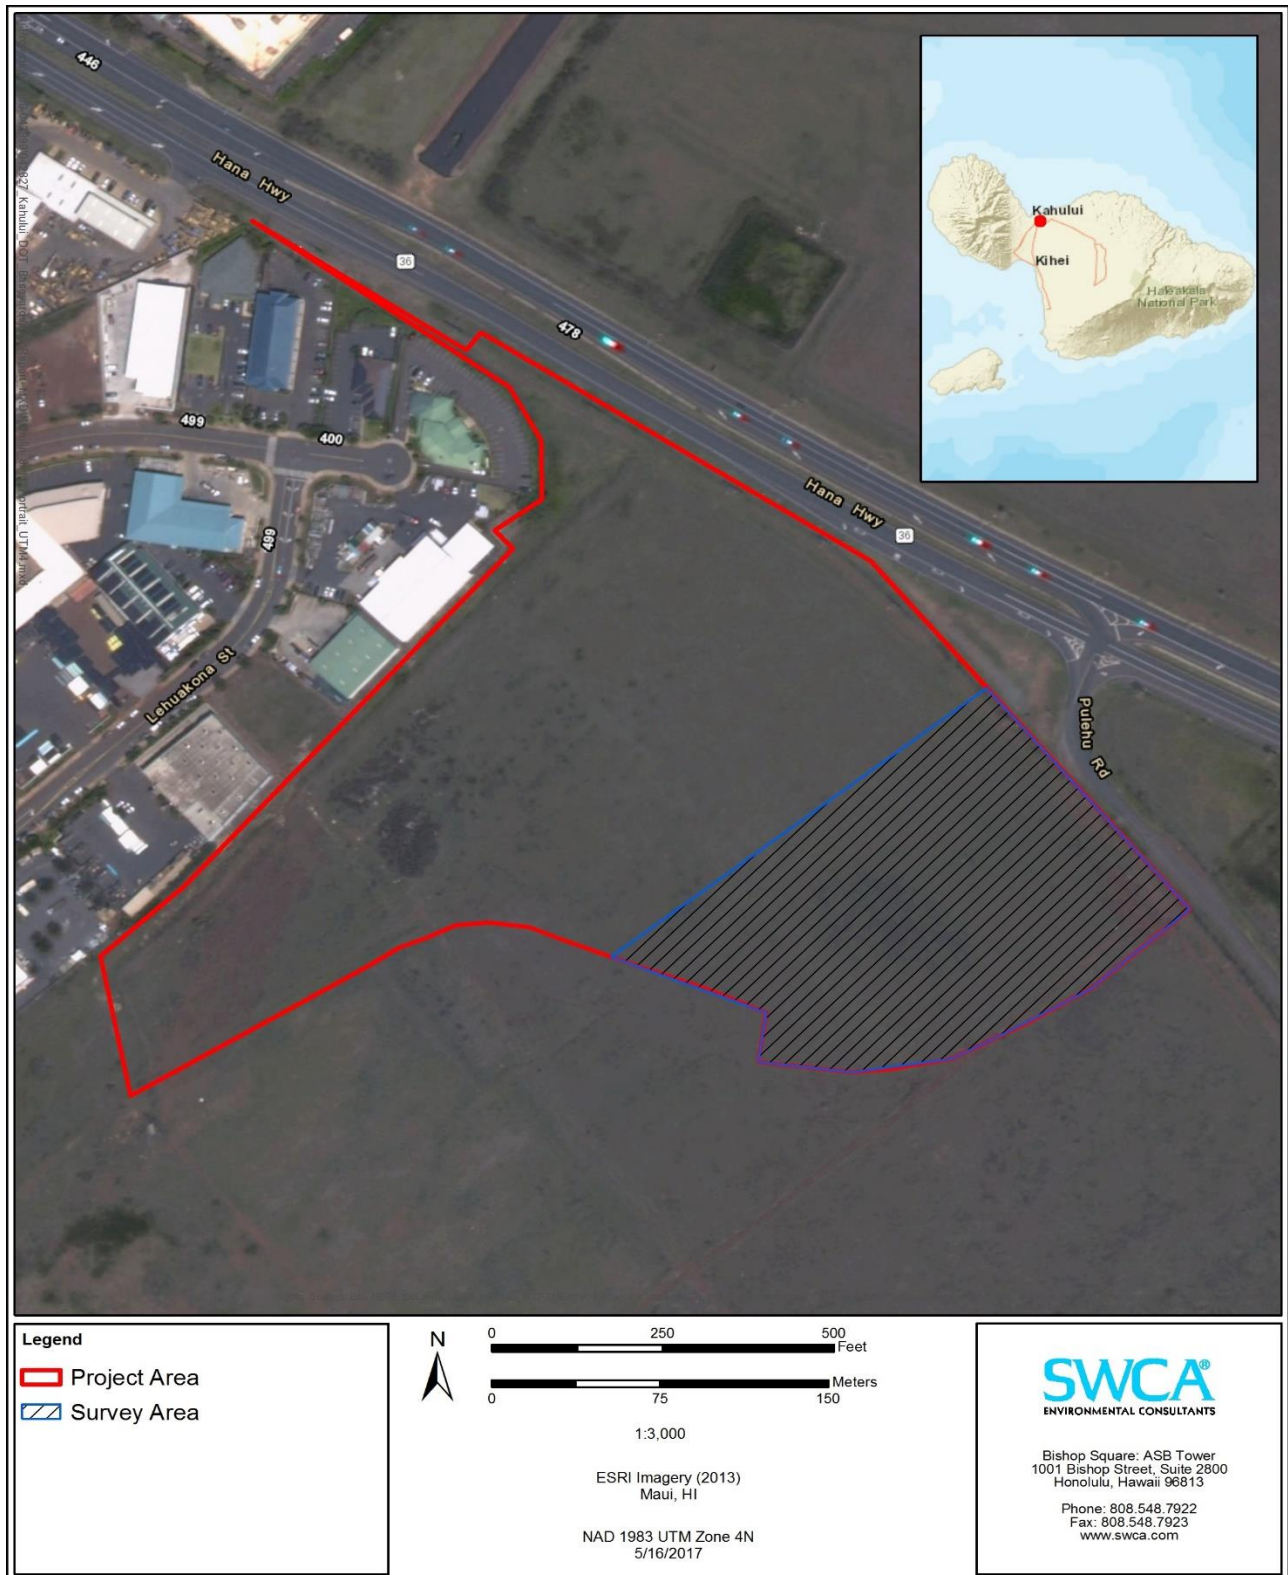 446
Hana Hwy
36
478
499
400
499
Hana Hwy
36
Lehuakona St
Pulehu Rd
Kahului
Kihei
Haleakala
National Park
Legend
Project Area
Survey Area
N
0 250 500
Feet
Meters
0 75 150
1:3,000
ESRI Imagery (2013)
Maui, HI
NAD 1983 UTM Zone 4N
5/16/2017
SWCA®
ENVIRONMENTAL CONSULTANTS
Bishop Square: ASB Tower
1001 Bishop Street, Suite 2800
Honolulu, Hawaii 96813
Phone: 808.548.7922
Fax: 808.548.7923
www.swca.com